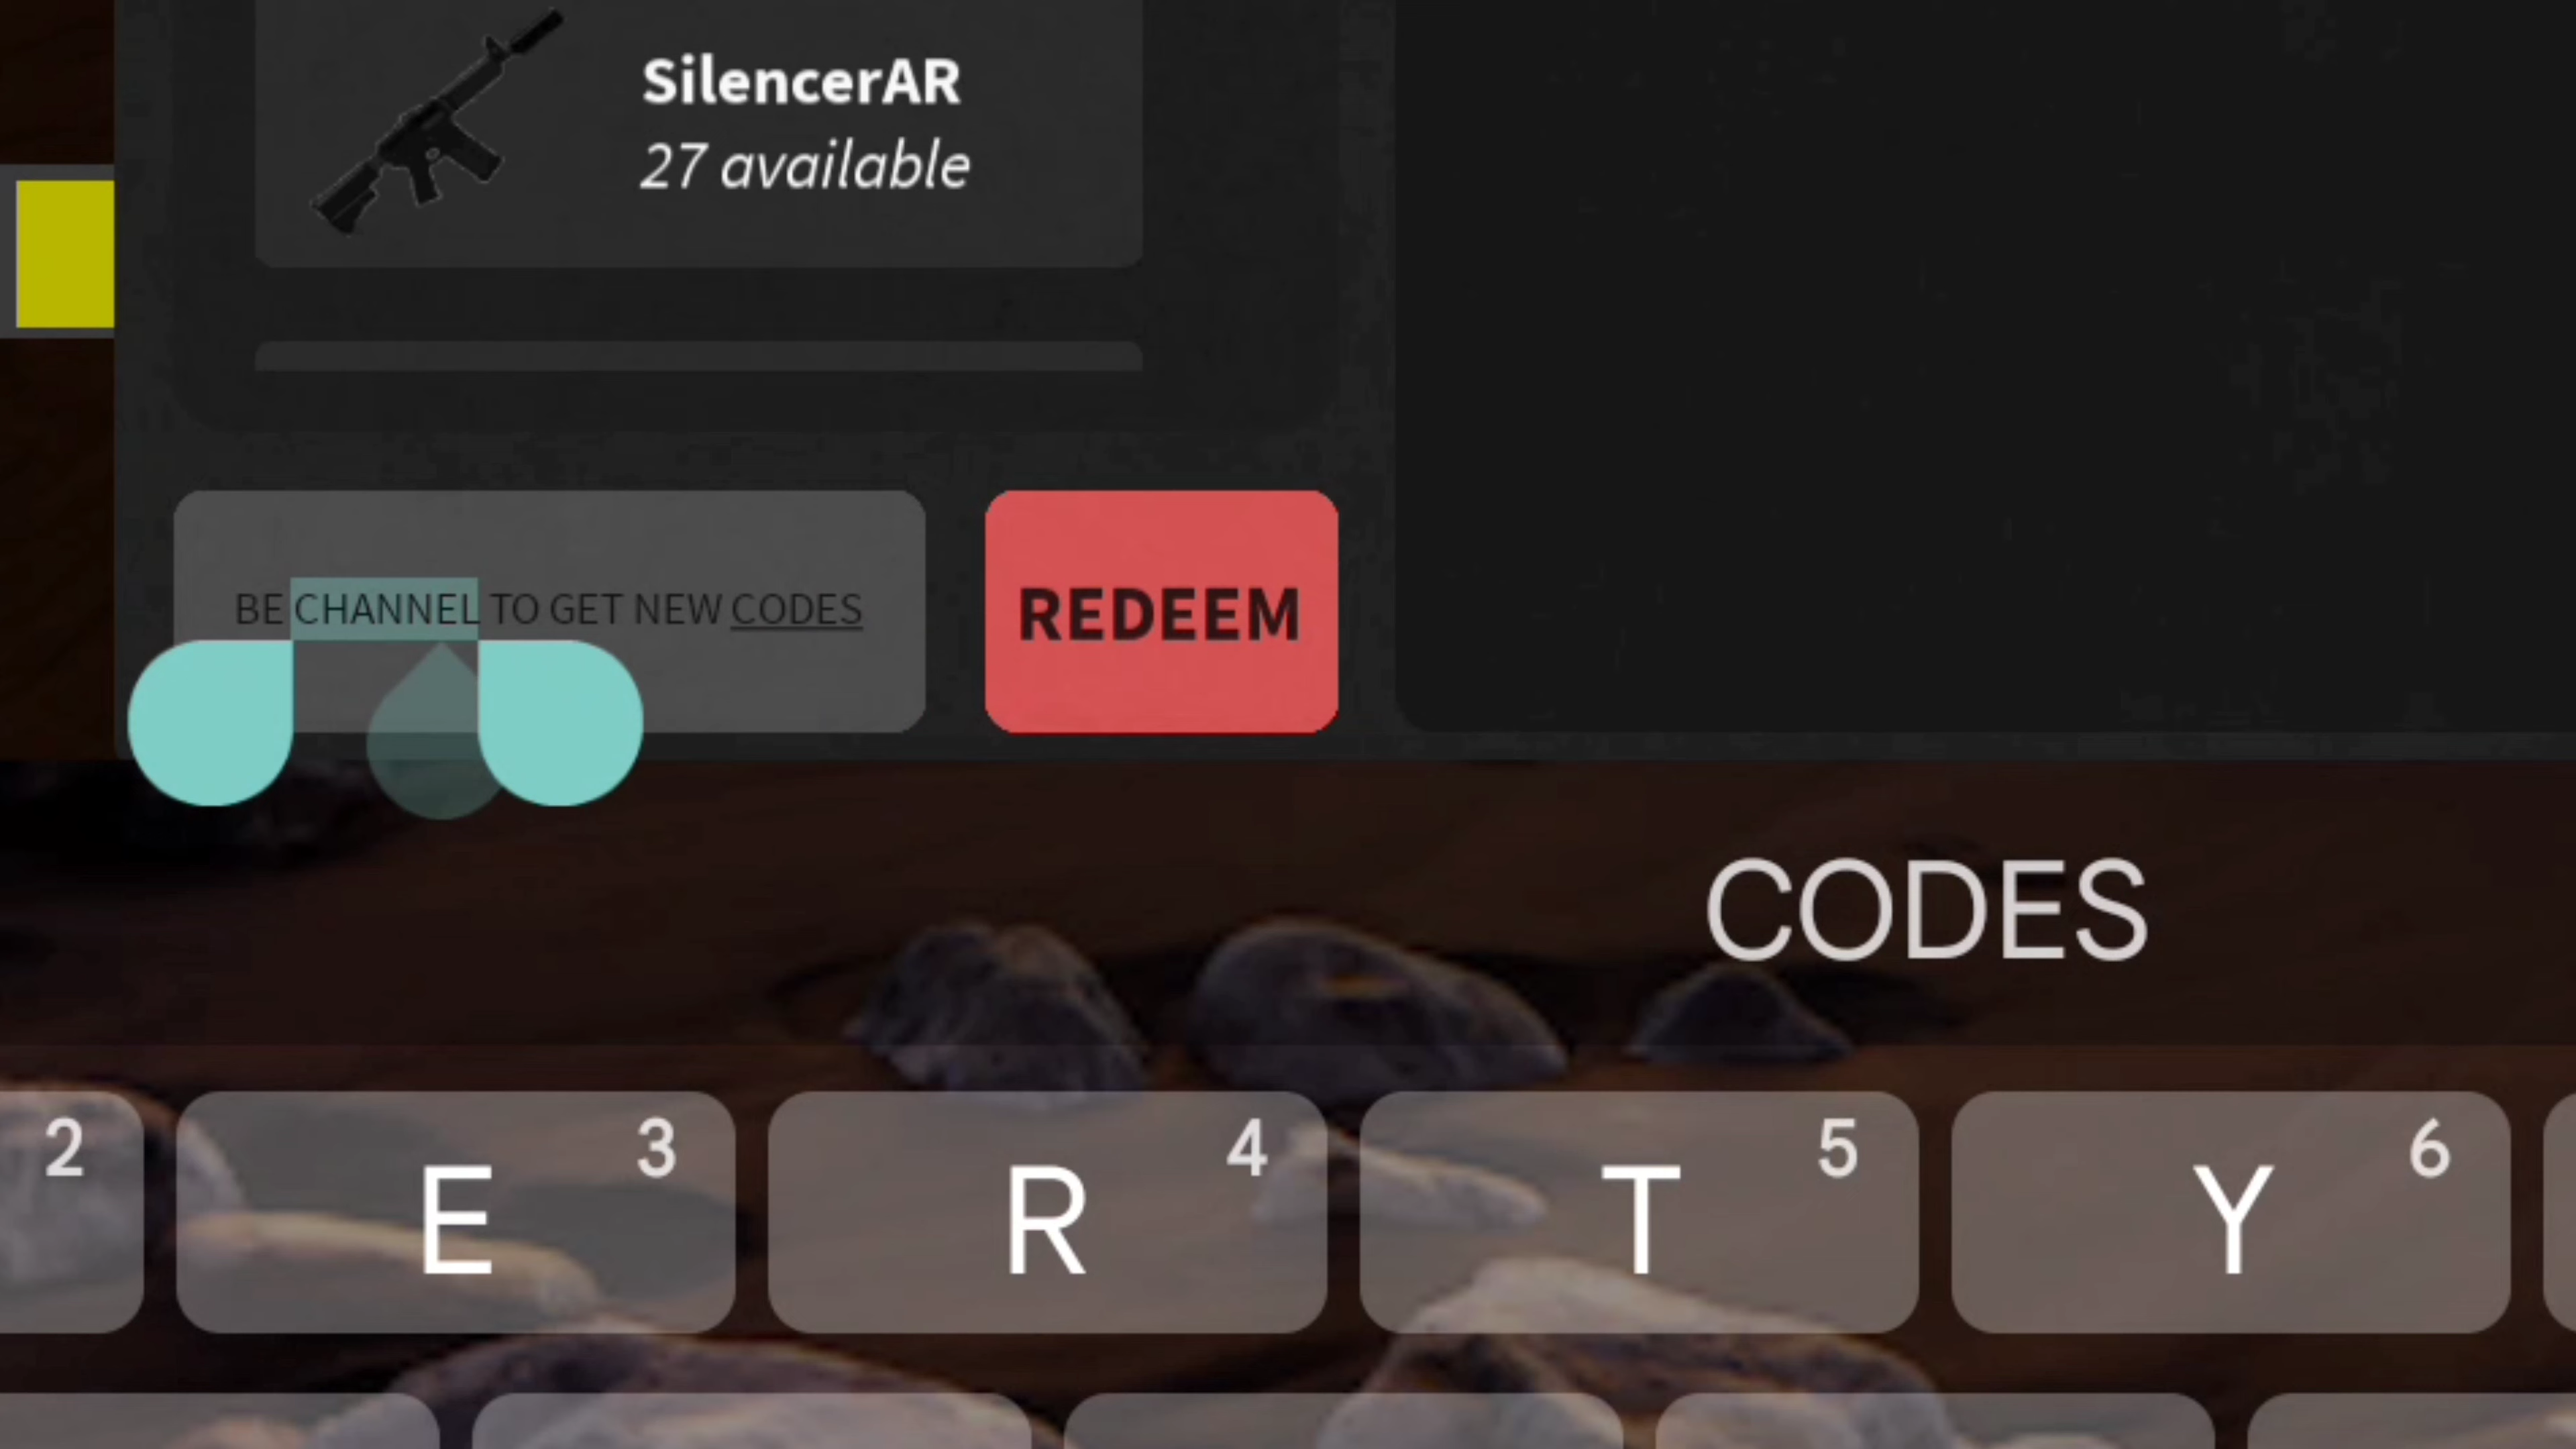 SilencerAR
27 available
BE CHANNEL TO GET NEW CODES
REDEEM
CODES
2
E 3
R 4
T 5
Y 6